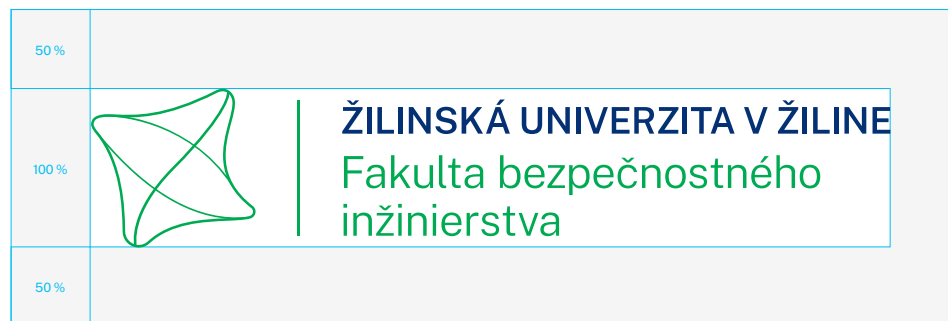 50 %
100 %
ŽILINSKÁ UNIVERZITA V ŽILINE
Fakulta bezpečnostného
inžinierstva
50 %